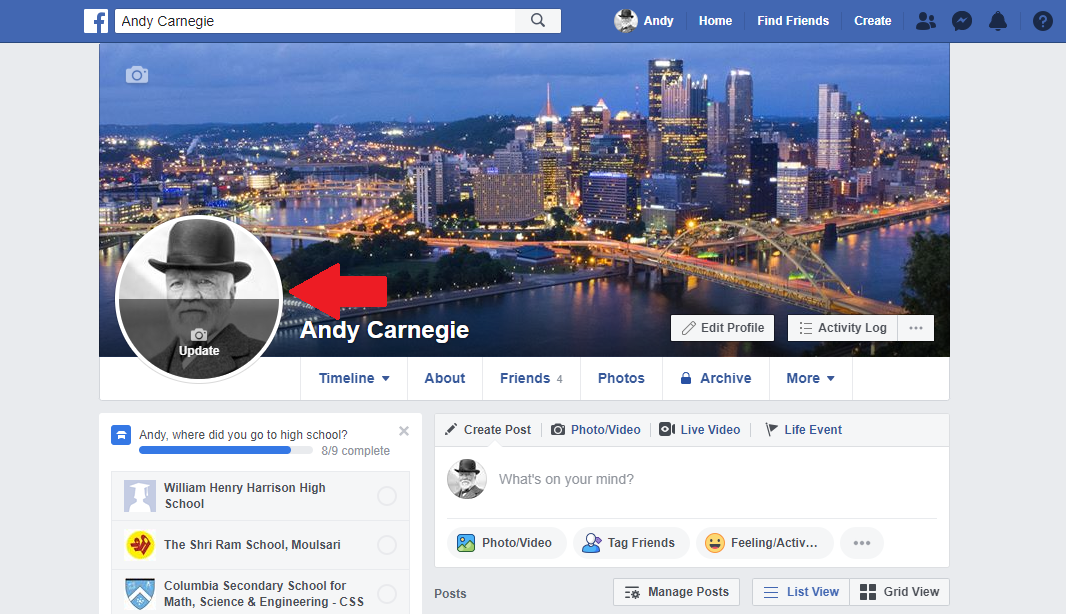 Andy Carnegie
Andy
Home
Find Friends
Create
Update
Andy Carnegie
Edit Profile
Activity Log
Timeline
About
Friends 4
Photos
Archive
More
Andy, where did you go to high school?
8/9 complete
William Henry Harrison High
School
The Shri Ram School, Moulsari
Columbia Secondary School for
Math, Science & Engineering - CSS
Create Post
Photo/Video
Live Video
Life Event
What's on your mind?
Photo/Video
Tag Friends
Feeling/Activ...
Posts
Manage Posts
List View
Grid View